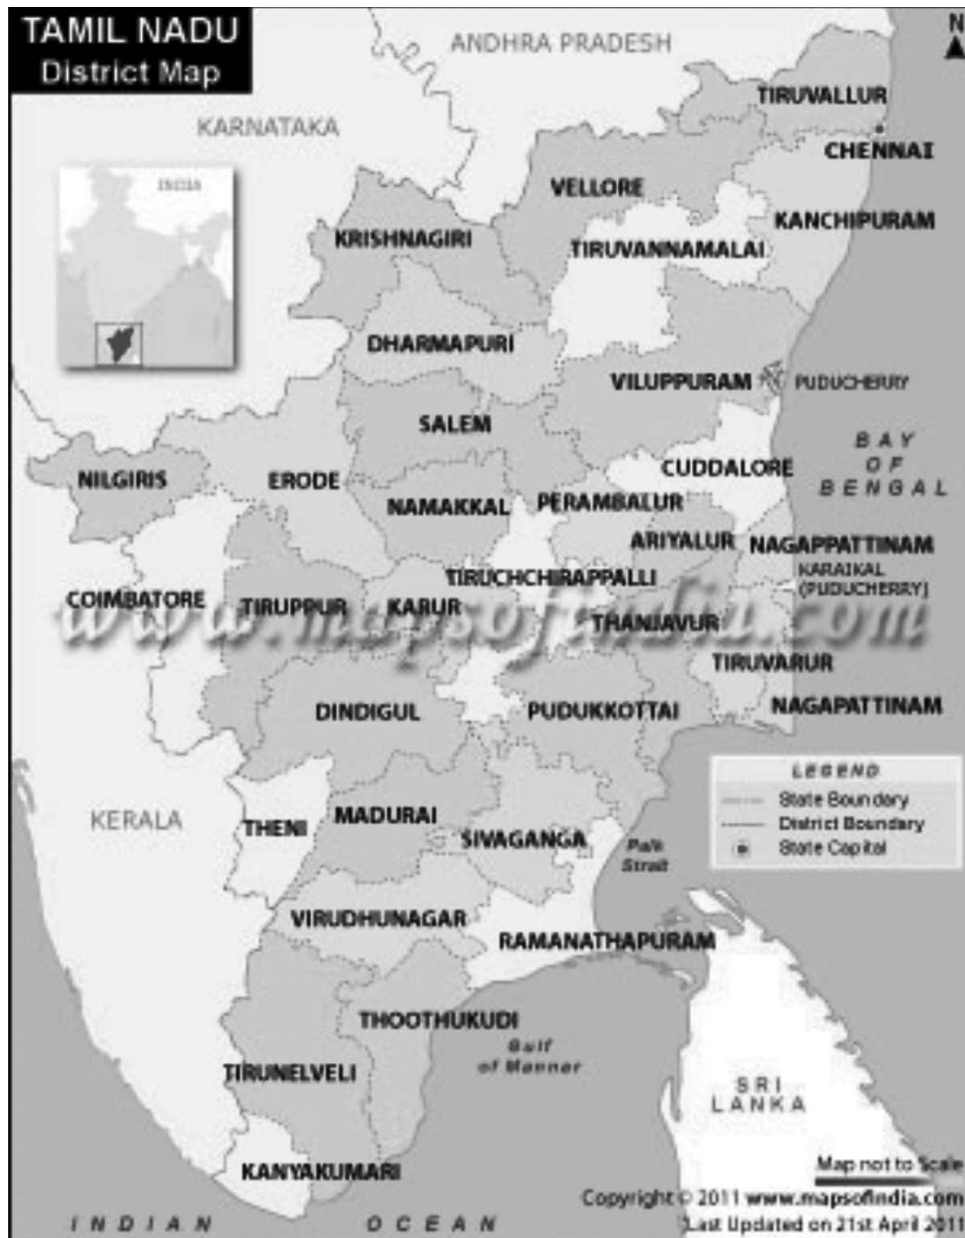 TAMIL NADU
District Map
N
ANDHRA PRADESH
KARNATAKA
INDIA
TIRUVALLUR
CHENNAI
VELLORE
KANCHIPURAM
KRISHNAGIRI
TIRUVANNAMALAI
DHARMAPURI
VILUPPURAM
PUDUCHERRY
SALEM
BAY
OF
BENGAL
CUDDALORE
NILGIRIS
ERODE
NAMAKKAL
PERAMBALUR
ARIYALUR
NAGAPPATTINAM
KARAIKAL
(PUDUCHERRY)
TIRUCHCHIRAPPALLI
COIMBATORE
TIRUPPUR
KARUR
www.mapsofindia.com
THANJAVUR
TIRUVARUR
DINDIGUL
PUDUKKOTTAI
NAGAPATTINAM
LEGEND
State Boundary
District Boundary
State Capital
KERALA
THENI
MADURAI
SIVAGANGA
Palk
Strait
VIRUDHUNAGAR
RAMANATHAPURAM
THOOTHUKUDI
Gulf
of Mannar
TIRUNELVELI
SRI
LANKA
KANYAKUMARI
Map not to Scale
Copyright © 2011 www.mapsofindia.com
Last Updated on 21st April 2011
INDIAN OCEAN